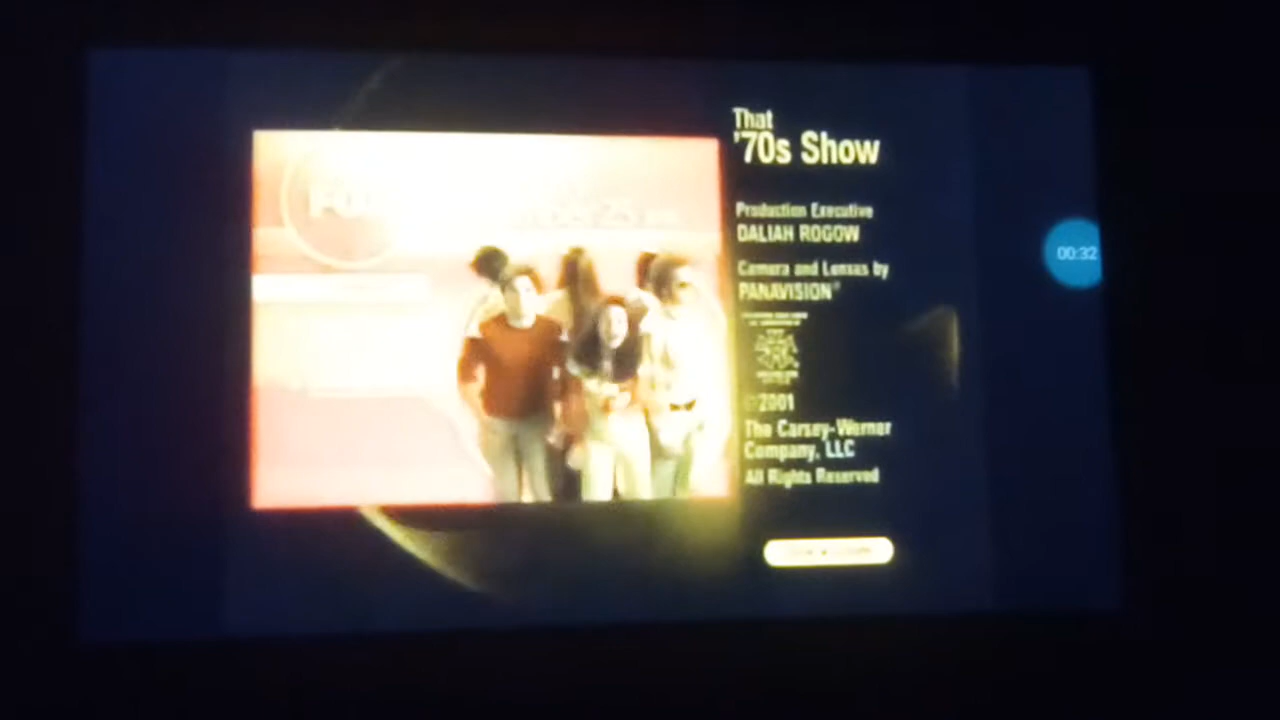 That
'70s Show
Production Executive
DALIAH ROGOW
Camera and Lenses by
PANAVISION®
©2001
The Carsey-Werner
Company, LLC
All Rights Reserved
00:32